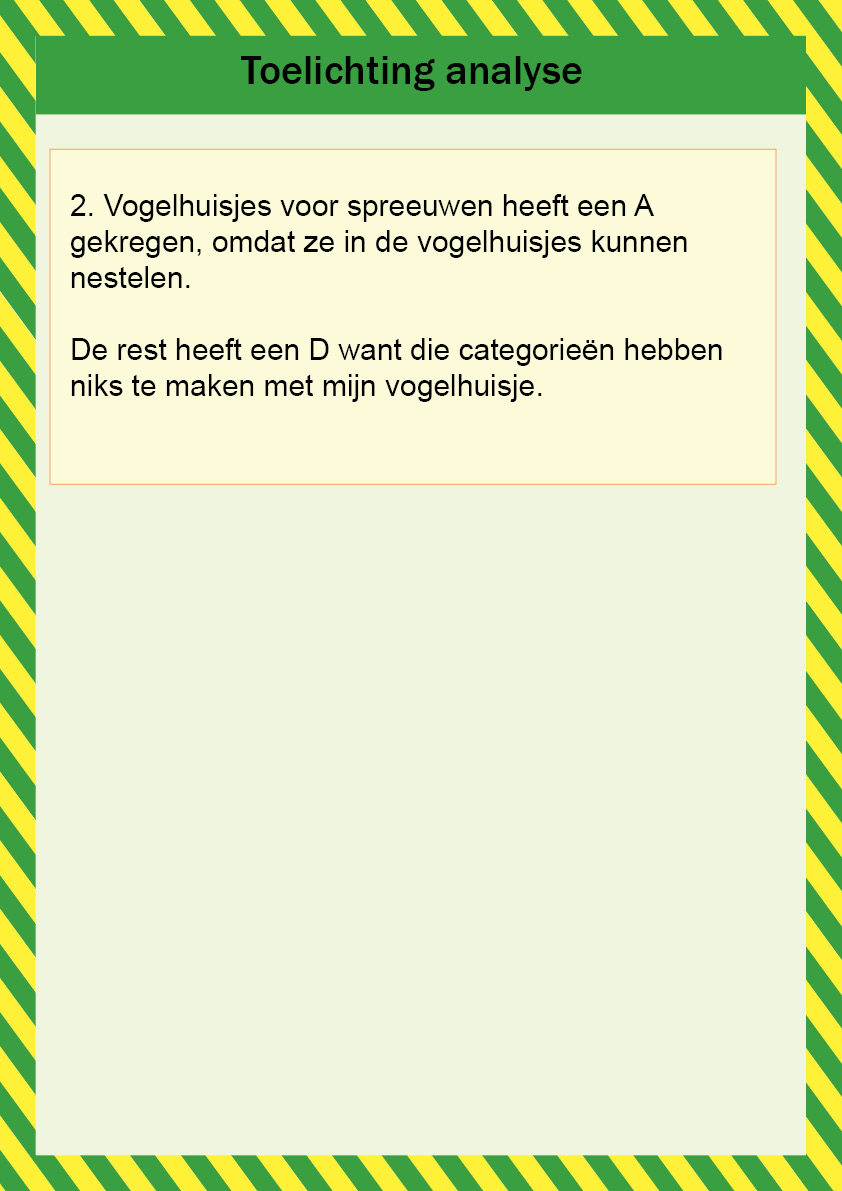 Toelichting analyse
2. Vogelhuisjes voor spreeuwen heeft een A
gekregen, omdat ze in de vogelhuisjes kunnen
nestelen.
De rest heeft een D want die categorieën hebben
niks te maken met mijn vogelhuisje.